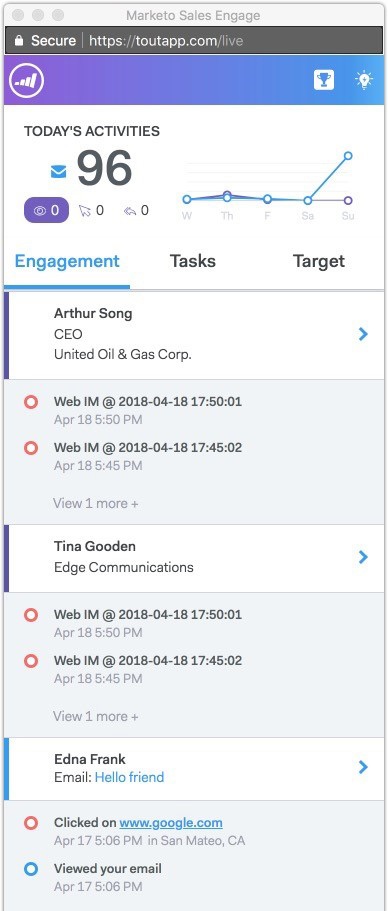 Marketo Sales Engage
Secure | https://toutapp.com/live
TODAY'S ACTIVITIES
96
0 0 0
W Th F Sa Su
Engagement Tasks Target
Arthur Song
CEO
United Oil & Gas Corp.
Web IM @ 2018-04-18 17:50:01
Apr 18 5:50 PM
Web IM @ 2018-04-18 17:45:02
Apr 18 5:45 PM
View 1 more +
Tina Gooden
Edge Communications
Web IM @ 2018-04-18 17:50:01
Apr 18 5:50 PM
Web IM @ 2018-04-18 17:45:02
Apr 18 5:45 PM
View 1 more +
Edna Frank
Email: Hello friend
Clicked on www.google.com
Apr 17 5:06 PM in San Mateo, CA
Viewed your email
Apr 17 5:06 PM